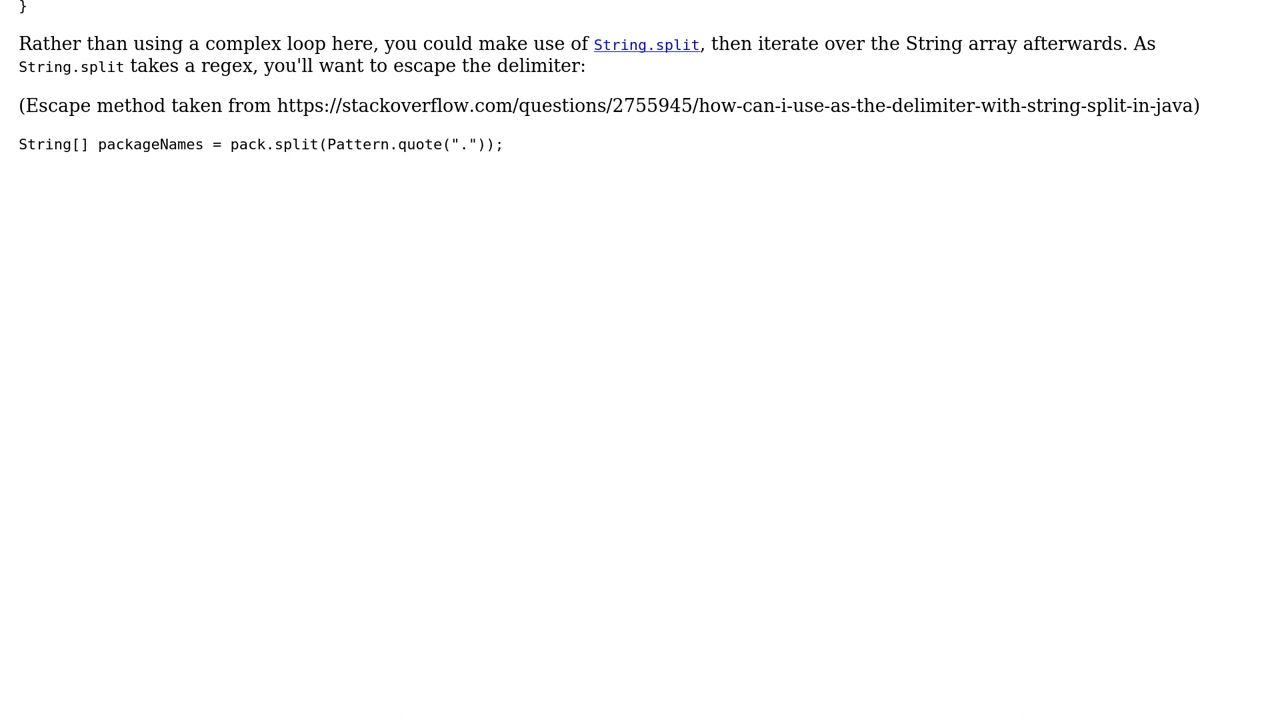 }
Rather than using a complex loop here, you could make use of String.split, then iterate over the String array afterwards. As
String.split takes a regex, you'll want to escape the delimiter:
(Escape method taken from https://stackoverflow.com/questions/2755945/how-can-i-use-as-the-delimiter-with-string-split-in-java)
String[] packageNames = pack.split(Pattern.quote("."));